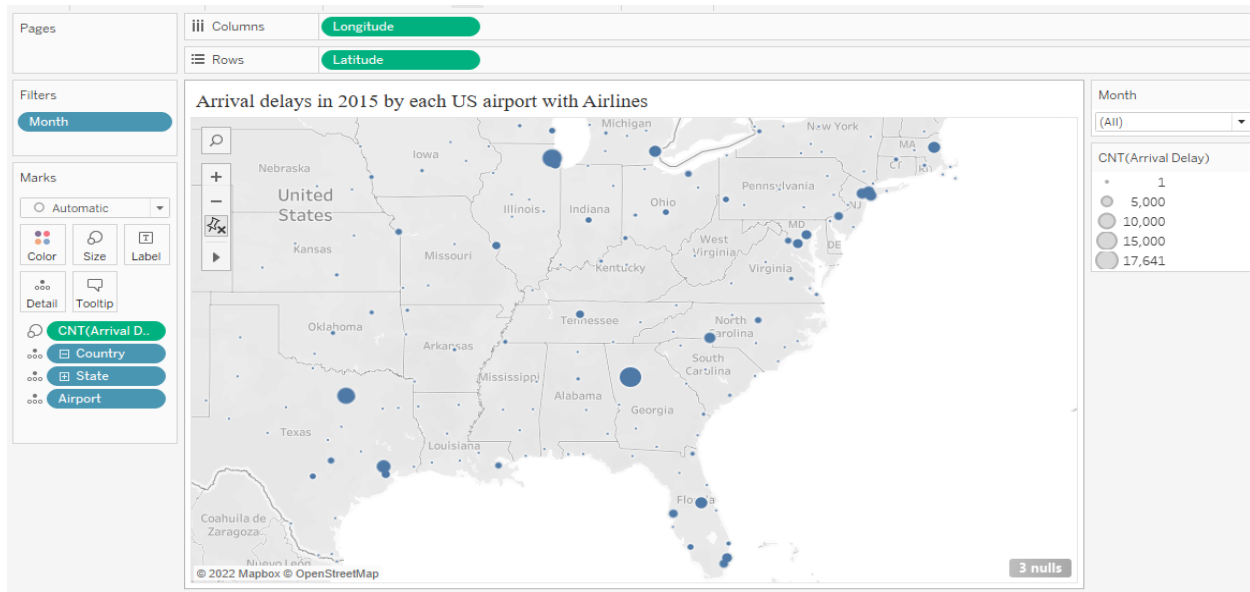 Pages
Columns
Longitude
Rows
Latitude
Filters
Month
Marks
Automatic
Color
Size
Label
Detail
Tooltip
CNT(Arrival D..
Country
State
Airport
Arrival delays in 2015 by each US airport with Airlines
Michigan
New York
Iowa
MA
Nebraska
CT
RI
United
States
Pennsylvania
Illinois
Indiana
Ohio
NJ
MD
DE
West
Virginia
Kansas
Missouri
Kentucky
Virginia
Oklahoma
Tennessee
North
Carolina
Arkansas
South
Carolina
Mississippi
Alabama
Georgia
Texas
Louisiana
Florida
Coahuila de
Zaragoza
Nuevo León
© 2022 Mapbox © OpenStreetMap
3 nulls
Month
(All)
CNT(Arrival Delay)
1
5,000
10,000
15,000
17,641